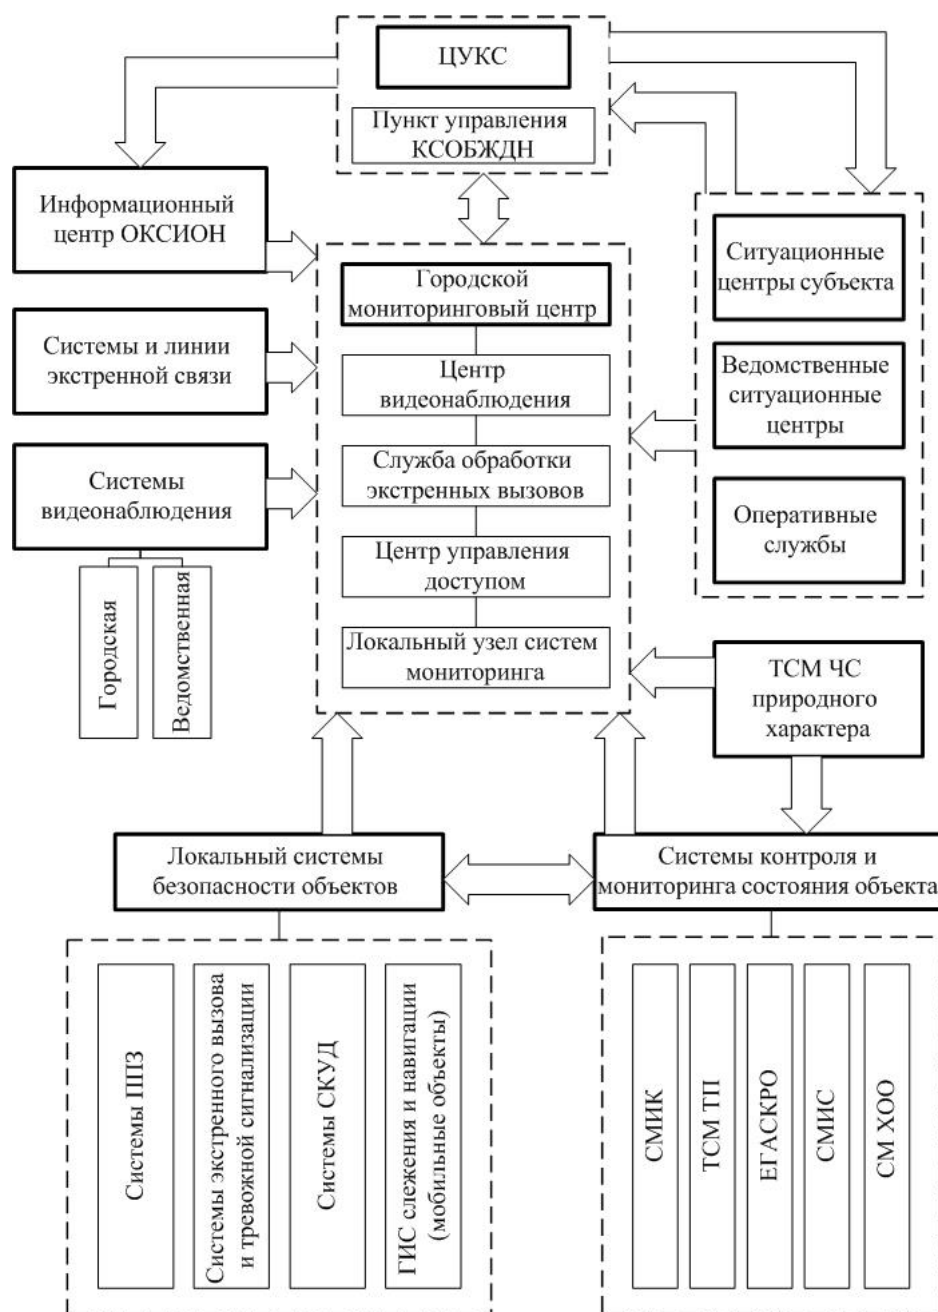 ЦУКС
Пункт управления
КСОБЖДН
Информационный
центр ОКСИОН
Системы и линии
экстренной связи
Системы
видеонаблюдения
Городская
Ведомственная
Городской
мониторинговый центр
Центр
видеонаблюдения
Служба обработки
экстренных вызовов
Центр управления
доступом
Локальный узел систем
мониторинга
Ситуационные
центры субъекта
Ведомственные
ситуационные
центры
Оперативные
службы
ТСМ ЧС
природного
характера
Локальный системы
безопасности объектов
Системы контроля и
мониторинга состояния объекта
Системы ППЗ
Системы экстренного вызова
и тревожной сигнализации
Системы СКУД
ГИС слежения и навигации
(мобильные объекты)
СМИК
ТСМ ТП
ЕГАСКРО
СМИС
СМ ХОО